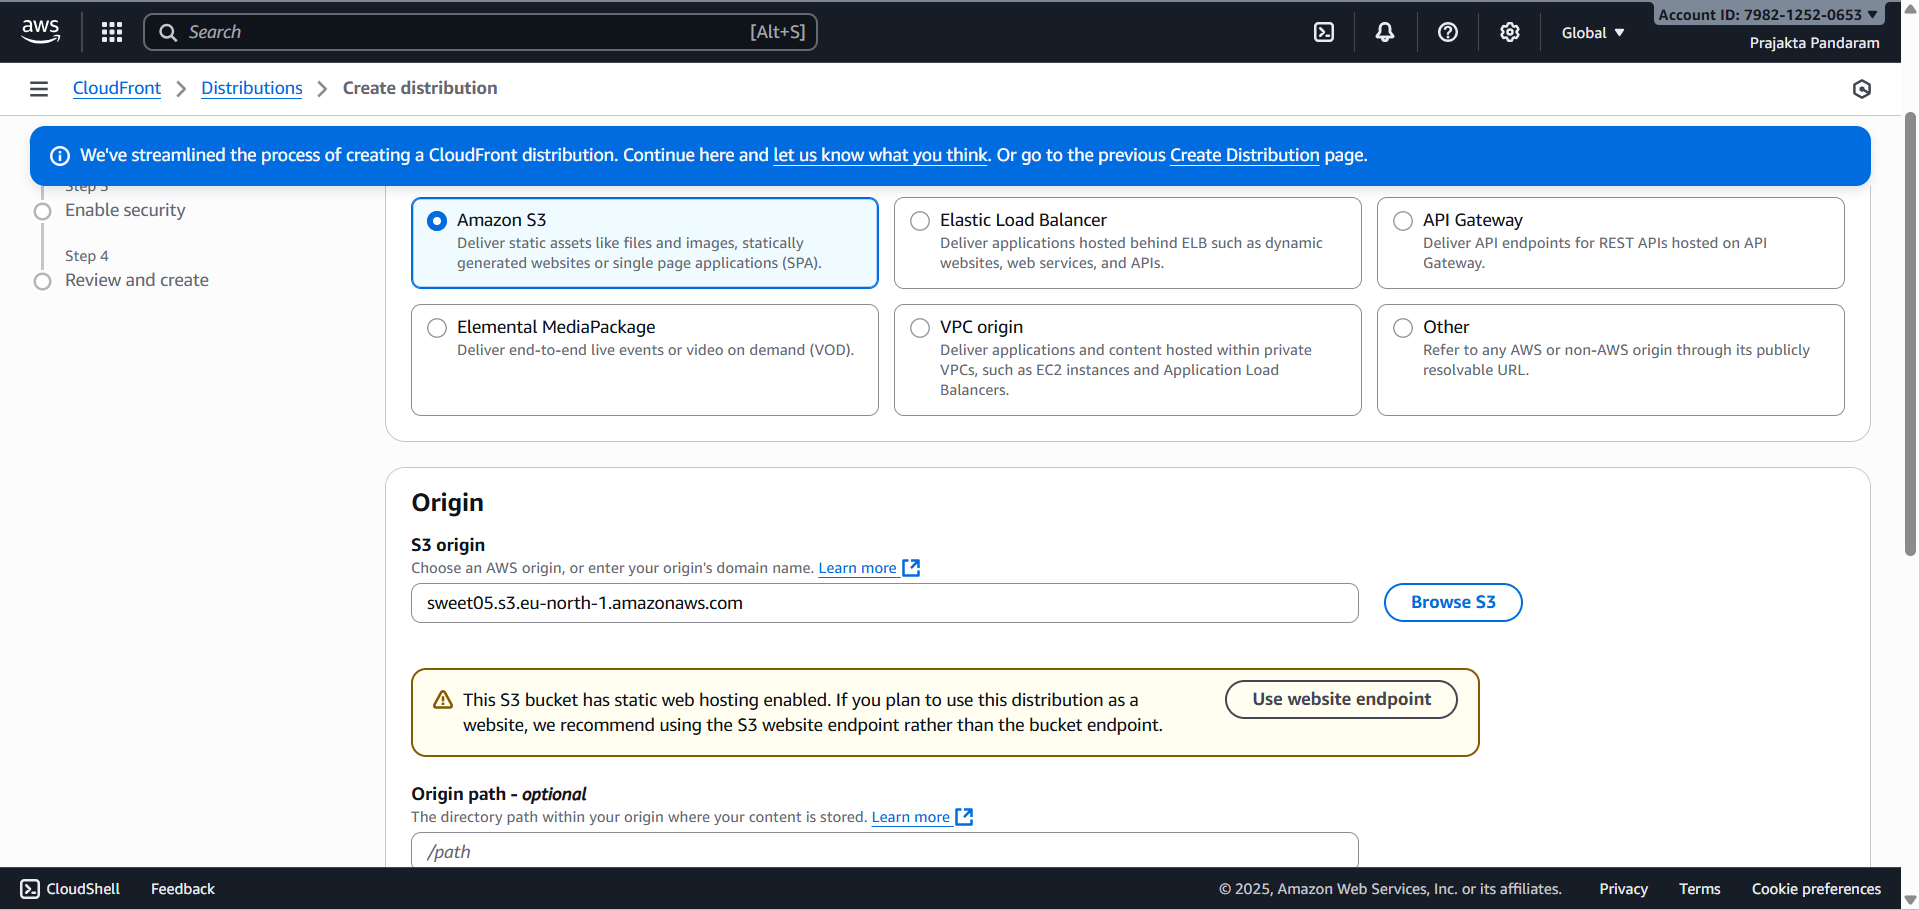 aws
Search
[Alt+S]
Global ▼
Account ID: 7982-1252-0653 ▼
Prajakta Pandaram
CloudFront > Distributions > Create distribution
We've streamlined the process of creating a CloudFront distribution. Continue here and let us know what you think. Or go to the previous Create Distribution page.
Step 3
Enable security
Step 4
Review and create
Amazon S3
Deliver static assets like files and images, statically
generated websites or single page applications (SPA).
Elastic Load Balancer
Deliver applications hosted behind ELB such as dynamic
websites, web services, and APIs.
API Gateway
Deliver API endpoints for REST APIs hosted on API
Gateway.
Elemental MediaPackage
Deliver end-to-end live events or video on demand (VOD).
VPC origin
Deliver applications and content hosted within private
VPCs, such as EC2 instances and Application Load
Balancers.
Other
Refer to any AWS or non-AWS origin through its publicly
resolvable URL.
Origin
S3 origin
Choose an AWS origin, or enter your origin's domain name. Learn more
sweet05.s3.eu-north-1.amazonaws.com
Browse S3
This S3 bucket has static web hosting enabled. If you plan to use this distribution as a
website, we recommend using the S3 website endpoint rather than the bucket endpoint.
Use website endpoint
Origin path - optional
The directory path within your origin where your content is stored. Learn more
/path
CloudShell
Feedback
© 2025, Amazon Web Services, Inc. or its affiliates.
Privacy
Terms
Cookie preferences